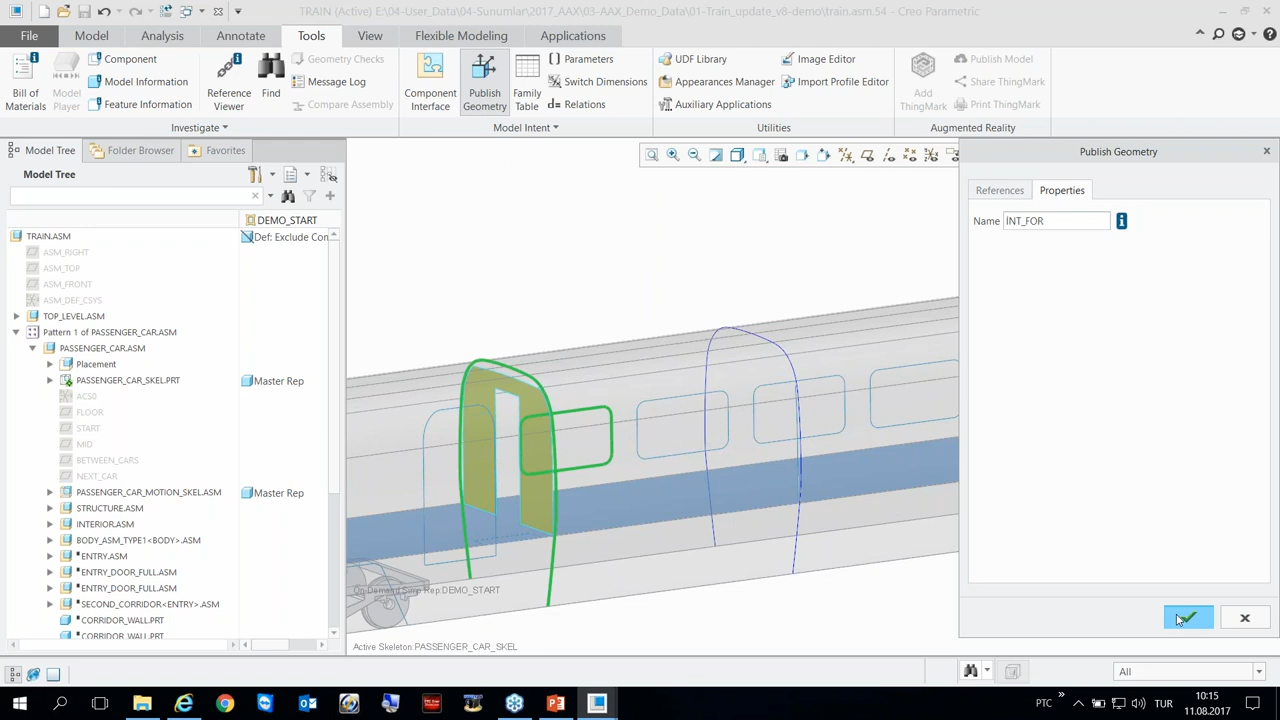 TRAIN (Active) E:\04-User_Data\04-Sunumlar\2017_AAX\03-AAX_Demo_Data\01-Train_update_v8-demo\train.asm.54 - Creo Parametric
File Model Analysis Annotate Tools View Flexible Modeling Applications
Bill of Materials
Model Player
Component
Model Information
Feature Information
Reference Viewer
Find
Geometry Checks
Message Log
Compare Assembly
Investigate
Component Interface
Publish Geometry
Family Table
Parameters
Switch Dimensions
Relations
Model Intent
UDF Library
Appearances Manager
Auxiliary Applications
Image Editor
Import Profile Editor
Utilities
Add ThingMark
Publish Model
Share ThingMark
Print ThingMark
Augmented Reality
Model Tree Folder Browser Favorites
Model Tree
DEMO_START
TRAIN.ASM Def: Exclude Con
ASM_RIGHT
ASM_TOP
ASM_FRONT
ASM_DEF_CSYS
TOP_LEVEL.ASM
Pattern 1 of PASSENGER_CAR.ASM
PASSENGER_CAR.ASM
Placement
PASSENGER_CAR_SKEL.PRT Master Rep
ACS0
FLOOR
START
MID
BETWEEN_CARS
NEXT_CAR
PASSENGER_CAR_MOTION_SKEL.ASM Master Rep
STRUCTURE.ASM
INTERIOR.ASM
BODY_ASM_TYPE1<BODY>.ASM
ENTRY.ASM
ENTRY_DOOR_FULL.ASM
ENTRY_DOOR_FULL.ASM
SECOND_CORRIDOR<ENTRY>.ASM
CORRIDOR_WALL.PRT
CORRIDOR_WALL.PRT
On-Demand Simp Rep:DEMO_START
Active Skeleton:PASSENGER_CAR_SKEL
Publish Geometry
References Properties
Name INT_FOR
All
PTC TUR 10:15
11.08.2017